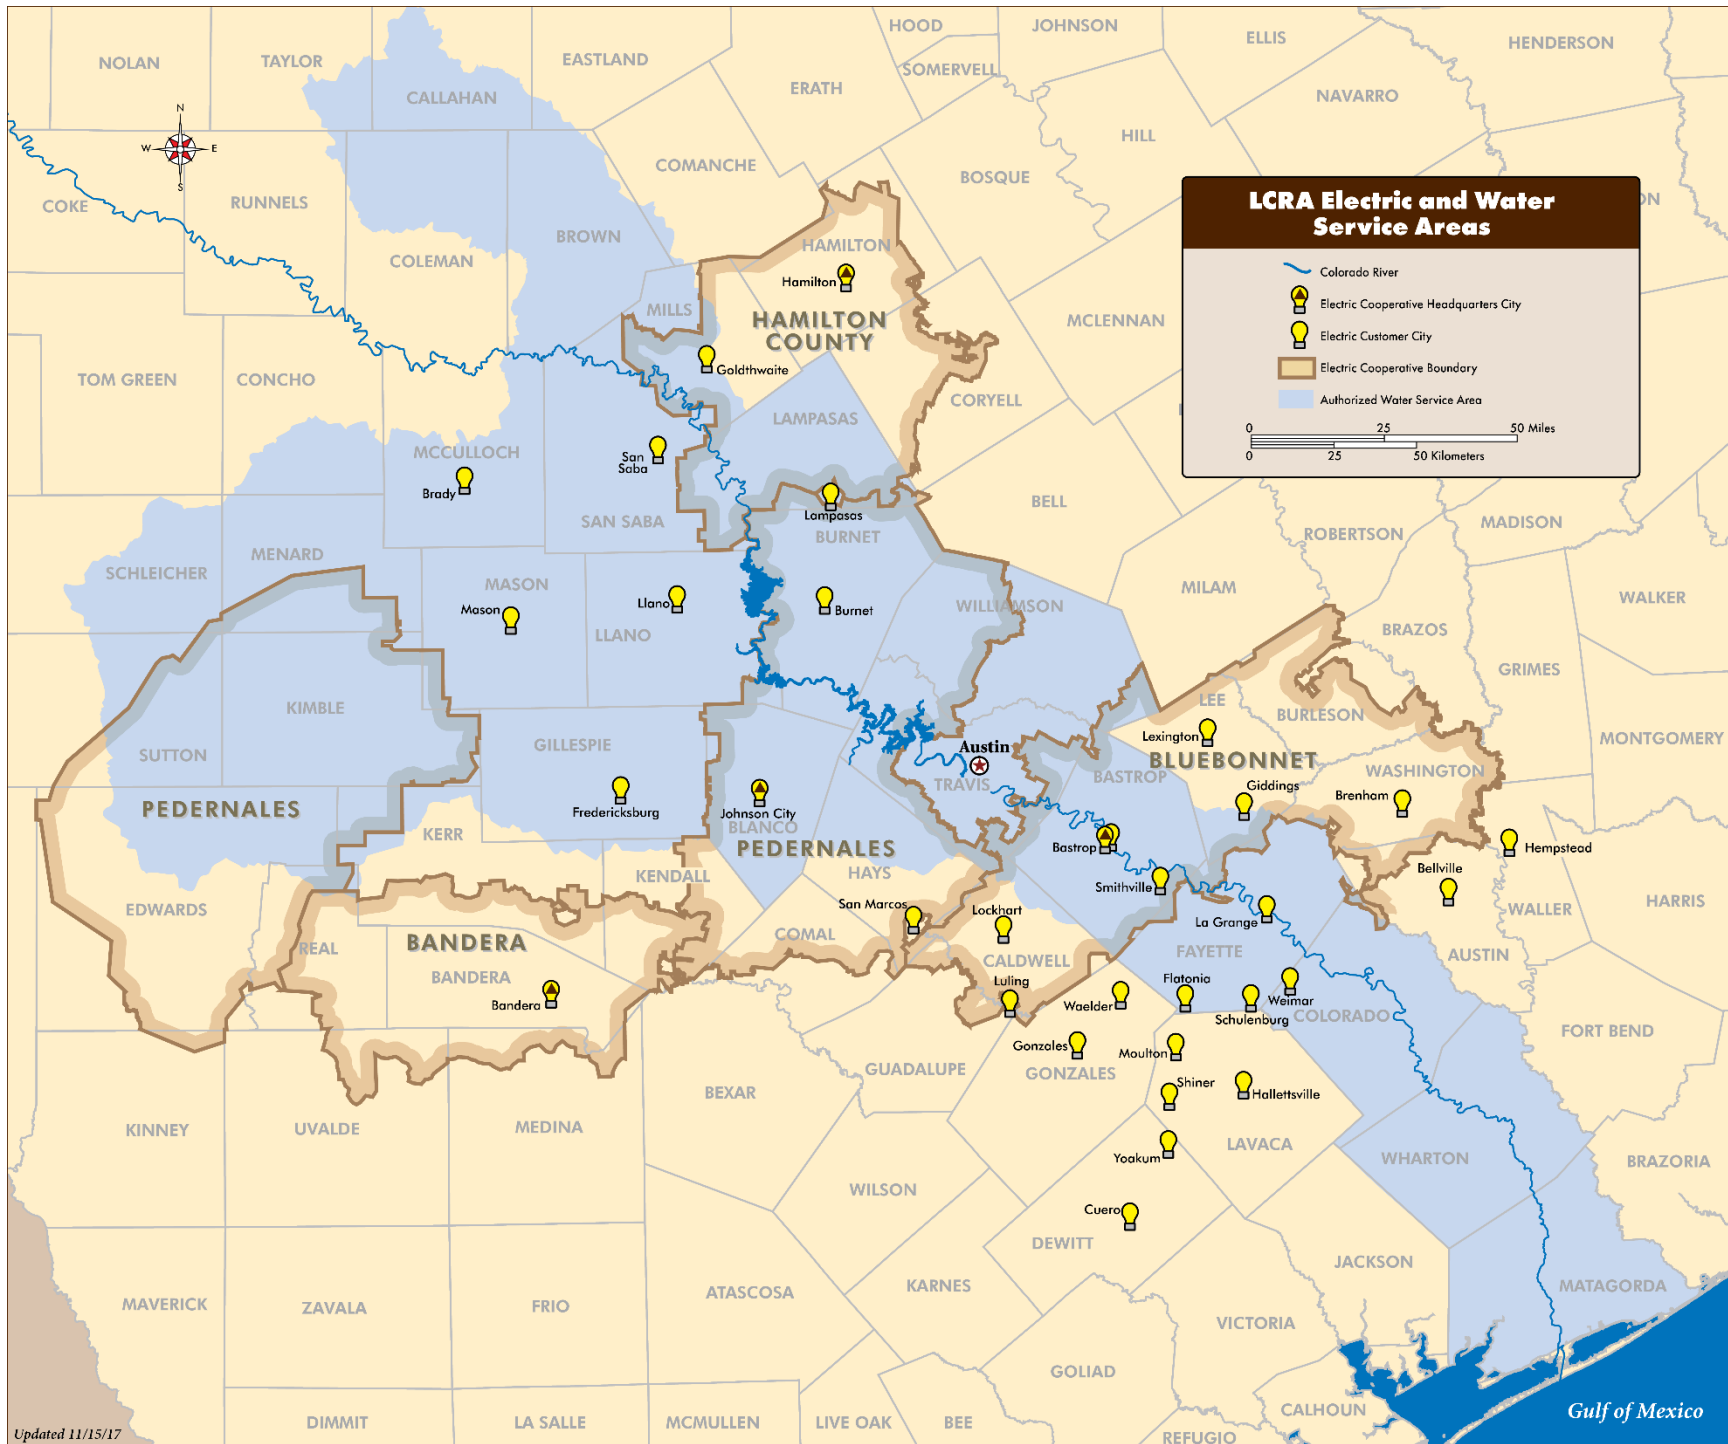 HOOD
JOHNSON
ELLIS
HENDERSON
NOLAN
TAYLOR
EASTLAND
SOMERVELL
ERATH
CALLAHAN
NAVARRO
HILL
N
W
E
S
COMANCHE
BOSQUE
COKE
RUNNELS
BROWN
HAMILTON
COLEMAN
Hamilton
MILLS
HAMILTON
COUNTY
MCLENNAN
LCRA Electric and Water
Service Areas
Colorado River
Electric Cooperative Headquarters City
Electric Customer City
Electric Cooperative Boundary
Authorized Water Service Area
0
25
50 Miles
0
25
50 Kilometers
ON
TOM GREEN
CONCHO
Goldthwaite
CORYELL
LAMPASAS
MCCULLOCH
San
Saba
Brady
SAN SABA
Lampasas
BURNET
BELL
ROBERTSON
MADISON
SCHLEICHER
MENARD
MASON
Mason
Llano
LLANO
Burnet
WILLIAMSON
MILAM
WALKER
BRAZOS
GRIMES
KIMBLE
LEE
BURLESON
SUTTON
GILLESPIE
Austin
TRAVIS
Lexington
BLUEBONNET
BASTROP
WASHINGTON
MONTGOMERY
PEDERNALES
Fredericksburg
Johnson City
BLANCO
Giddings
Brenham
KERR
PEDERNALES
Bastrop
Hempstead
KENDALL
HAYS
Smithville
Bellville
EDWARDS
San Marcos
Lockhart
La Grange
WALLER
HARRIS
REAL
BANDERA
COMAL
CALDWELL
FAYETTE
AUSTIN
BANDERA
Bandera
Luling
Waelder
Flatonia
Weimar
Schulenburg
COLORADO
FORT BEND
Gonzales
Moulton
GUADALUPE
GONZALES
BEXAR
Shiner
Hallettsville
KINNEY
UVALDE
MEDINA
LAVACA
Yoakum
WHARTON
BRAZORIA
WILSON
Cuero
DEWITT
JACKSON
MATAGORDA
MAVERICK
ZAVALA
FRIO
ATASCOSA
KARNES
VICTORIA
GOLIAD
CALHOUN
Gulf of Mexico
DIMMIT
LA SALLE
MCMULLEN
LIVE OAK
BEE
REFUGIO
Updated 11/15/17